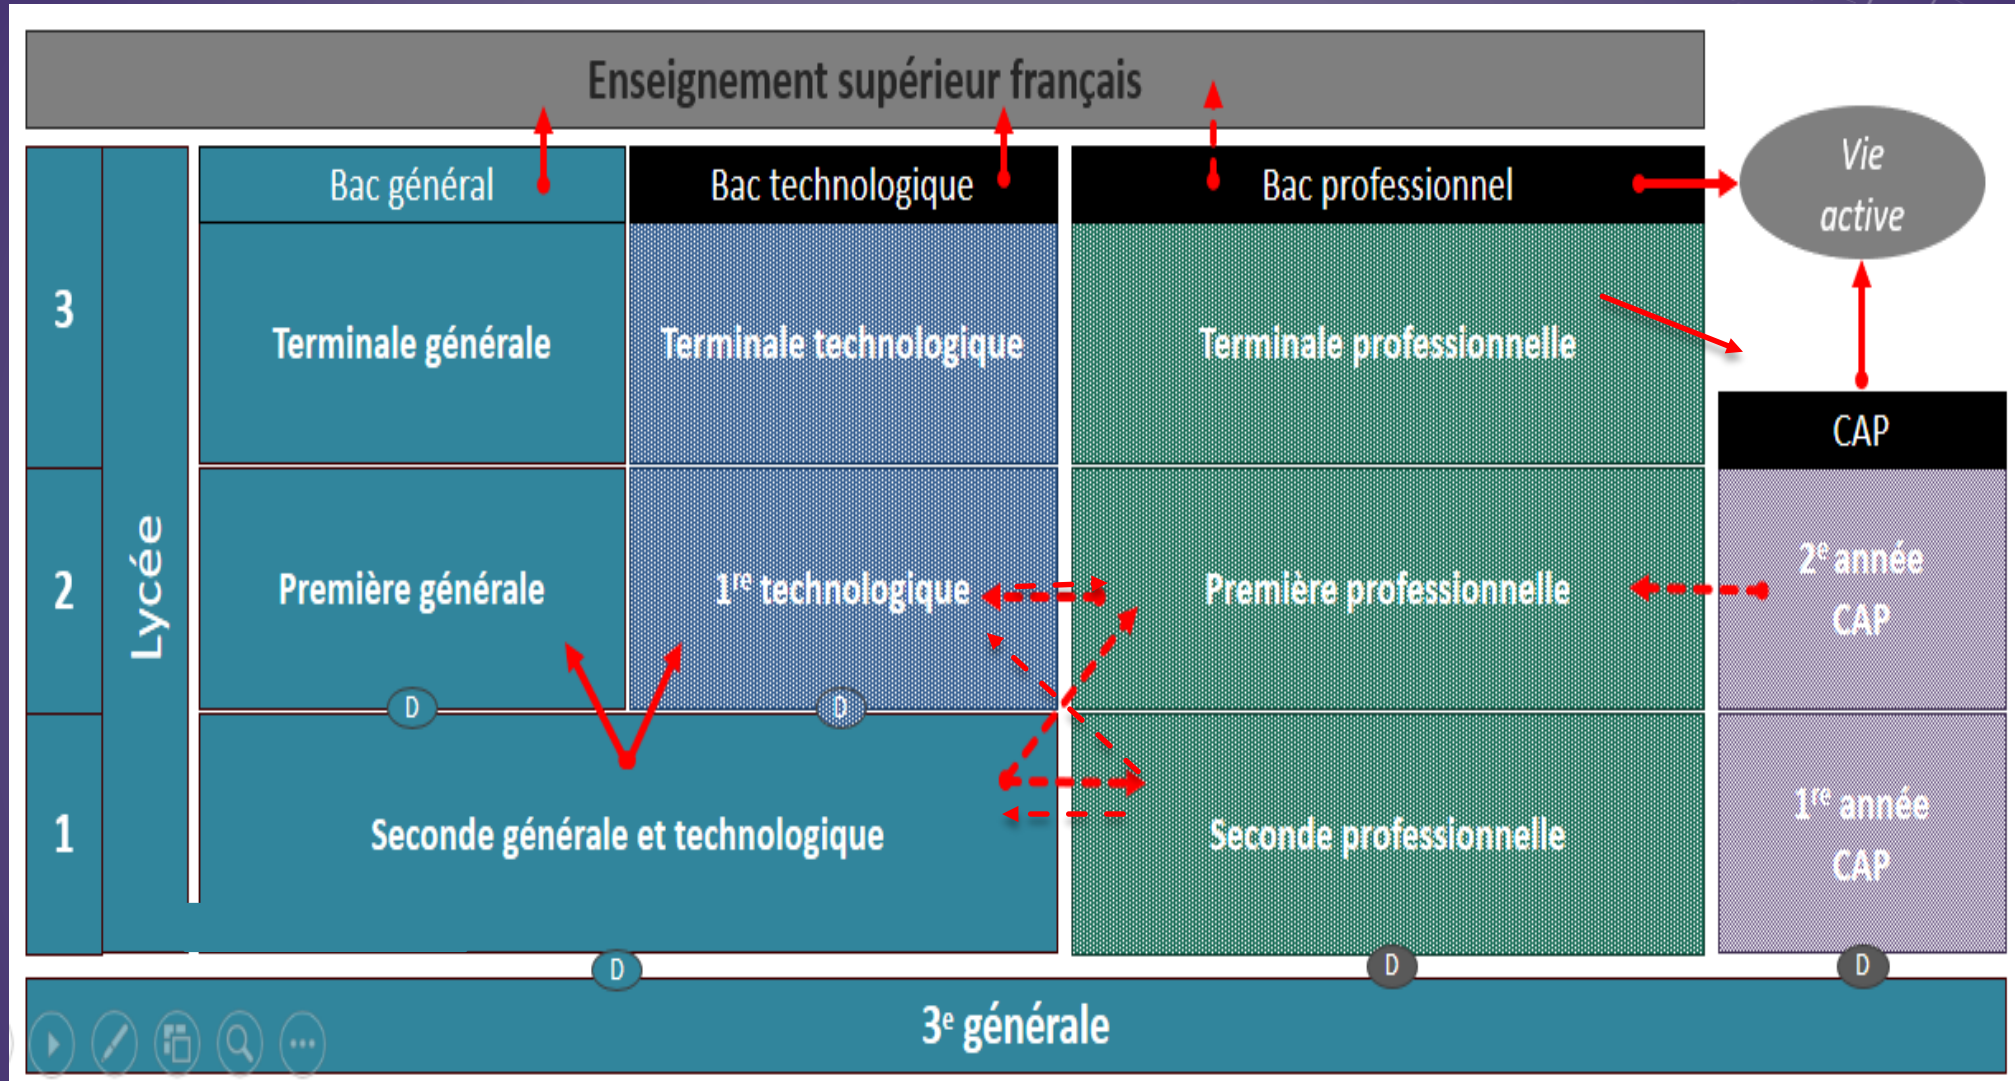 Enseignement supérieur français
Bac général
Bac technologique
Bac professionnel
Vie
active
3
Terminale générale
Terminale technologique
Terminale professionnelle
CAP
Lycée
2
Première générale
1re technologique
Première professionnelle
2e année
CAP
D
D
1
Seconde générale et technologique
Seconde professionnelle
1re année
CAP
D
D
D
3e générale